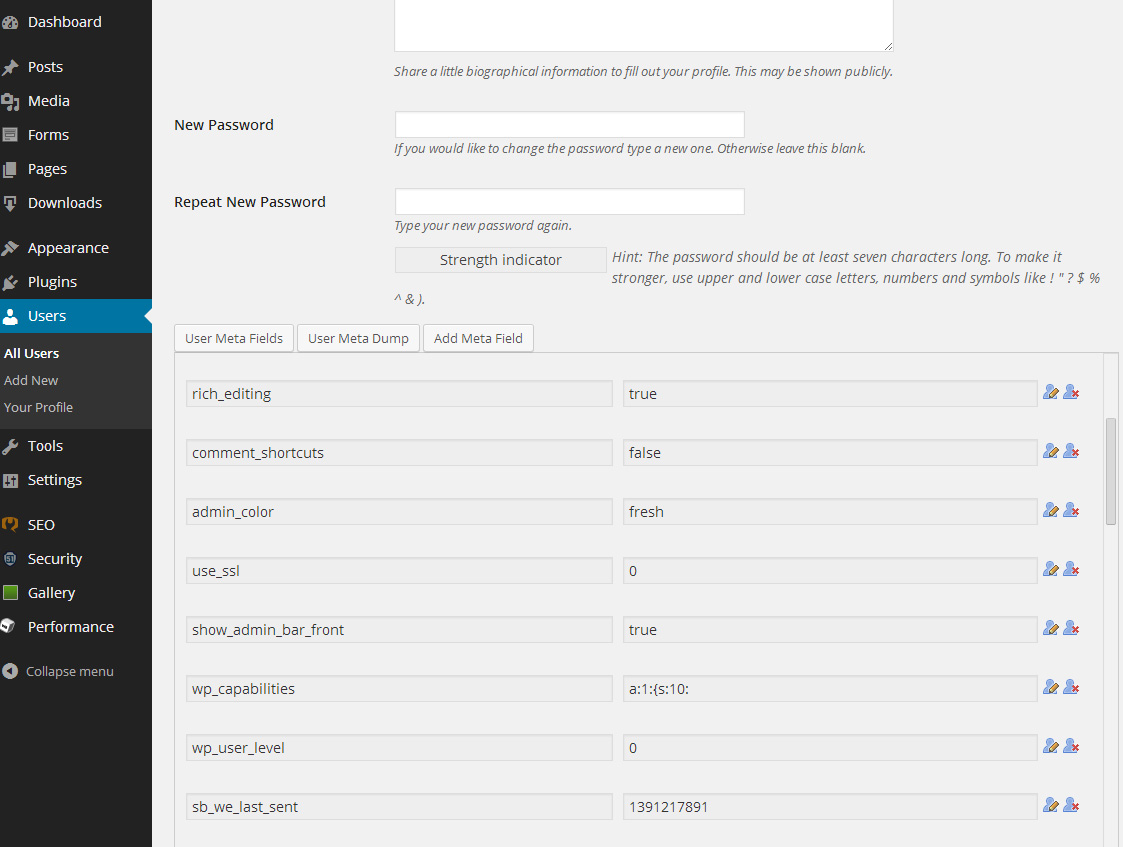 Dashboard
Posts
Media
Forms
Pages
Downloads
Appearance
Plugins
Users
All Users
Add New
Your Profile
Tools
Settings
SEO
Security
Gallery
Performance
Collapse menu
Share a little biographical information to fill out your profile. This may be shown publicly.
New Password
If you would like to change the password type a new one. Otherwise leave this blank.
Repeat New Password
Type your new password again.
Strength indicator
Hint: The password should be at least seven characters long. To make it
stronger, use upper and lower case letters, numbers and symbols like ! " ? $ %
^ & ).
User Meta Fields
User Meta Dump
Add Meta Field
rich_editing true
comment_shortcuts false
admin_color fresh
use_ssl 0
show_admin_bar_front true
wp_capabilities a:1:{s:10:
wp_user_level 0
sb_we_last_sent 1391217891